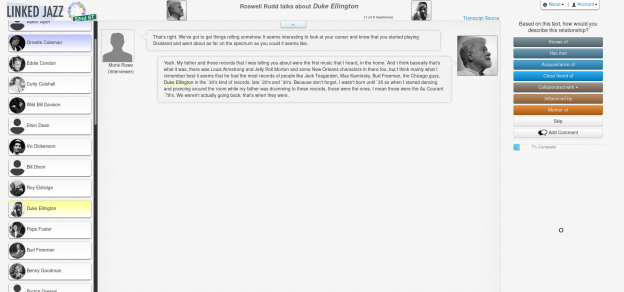 LINKED JAZZ
52ND ST
Roswell Rudd talks about Duke Ellington
About
Account
Transcript Source
Ornette Coleman
Eddie Condon
Cutty Cutshall
Wild Bill Davison
Elton Dean
Vic Dickenson
Bill Dixon
Roy Eldridge
Duke Ellington
Pops Foster
Bud Freeman
Benny Goodman
Monk Rowe
(Interviewer)
That's right. We've got to get things rolling somewhere. It seems interesting to look at your career and know that you started playing
Dixieland and went about as far on the spectrum as you could it seems like.
Yeah. My father and those records that I was telling you about were the first music that I heard, in the home. And I think basically that's
what it was, there was Louis Armstrong and Jelly Roll Morton and some New Orleans characters in there too, but I think mainly what I
remember best it seems that he had the most records of people like Jack Teagarden, Max Kaminsky, Bud Freeman, the Chicago guys,
Duke Ellington in the '30's kind of records, late '20's and '30's. Because don't forget, I wasn't born until '35 so when I started dancing
and prancing around the room while my father was drumming to these records, those were the ones. I mean those were the Au Courant
'78's. We weren't actually going back, that's when they were.
Based on this text, how would you
describe this relationship?
Knows of
Has met
Acquaintance of
Close friend of
Collaborated with
Influenced by
Mentor of
Skip
Add Comment
7% Complete